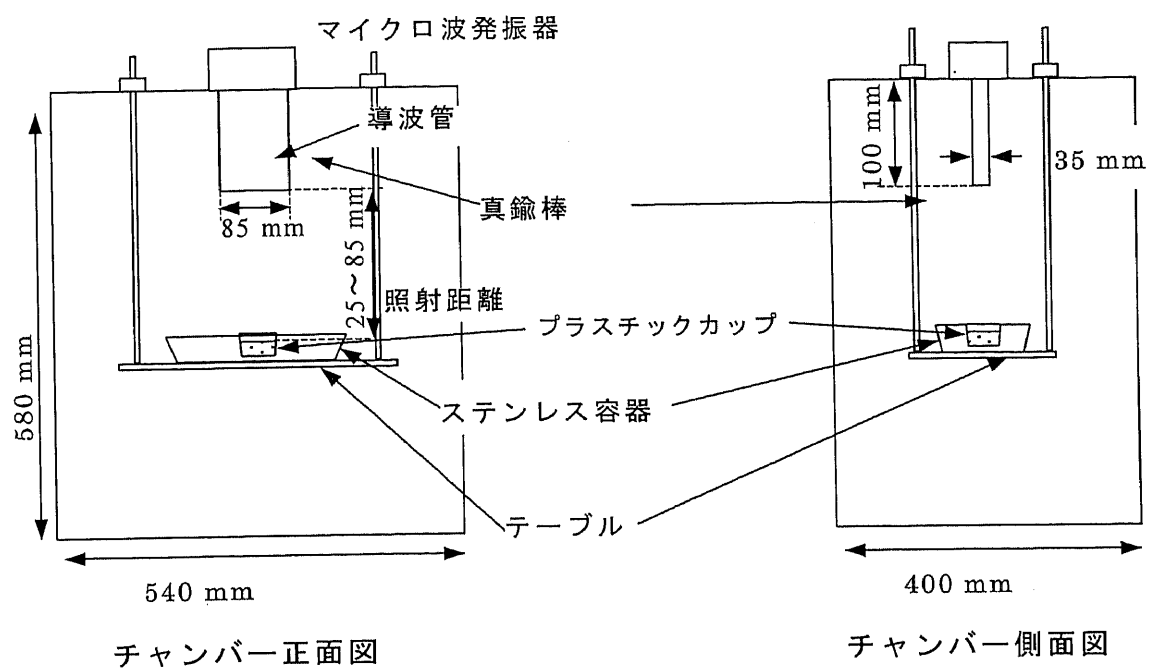 マイクロ波発振器
導波管
真鍮棒
85 mm
25～85 mm
照射距離
プラスチックカップ
ステンレス容器
テーブル
580 mm
540 mm
チャンバー正面図
100 mm
35 mm
400 mm
チャンバー側面図